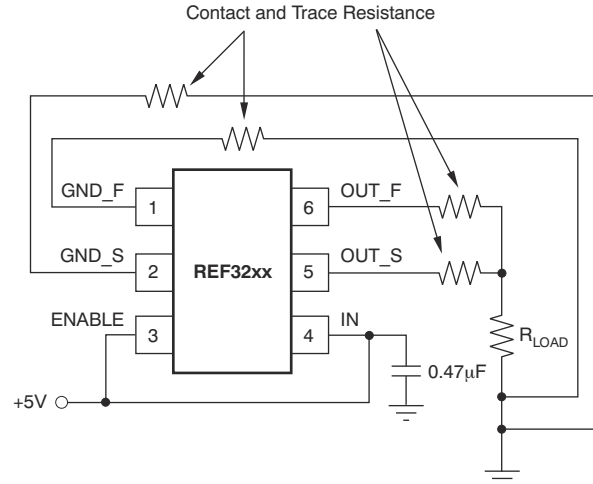 Contact and Trace Resistance
GND_F
1
6
OUT_F
GND_S
2
REF32xx
5
OUT_S
ENABLE
3
4
IN
R_LOAD
0.47μF
+5V